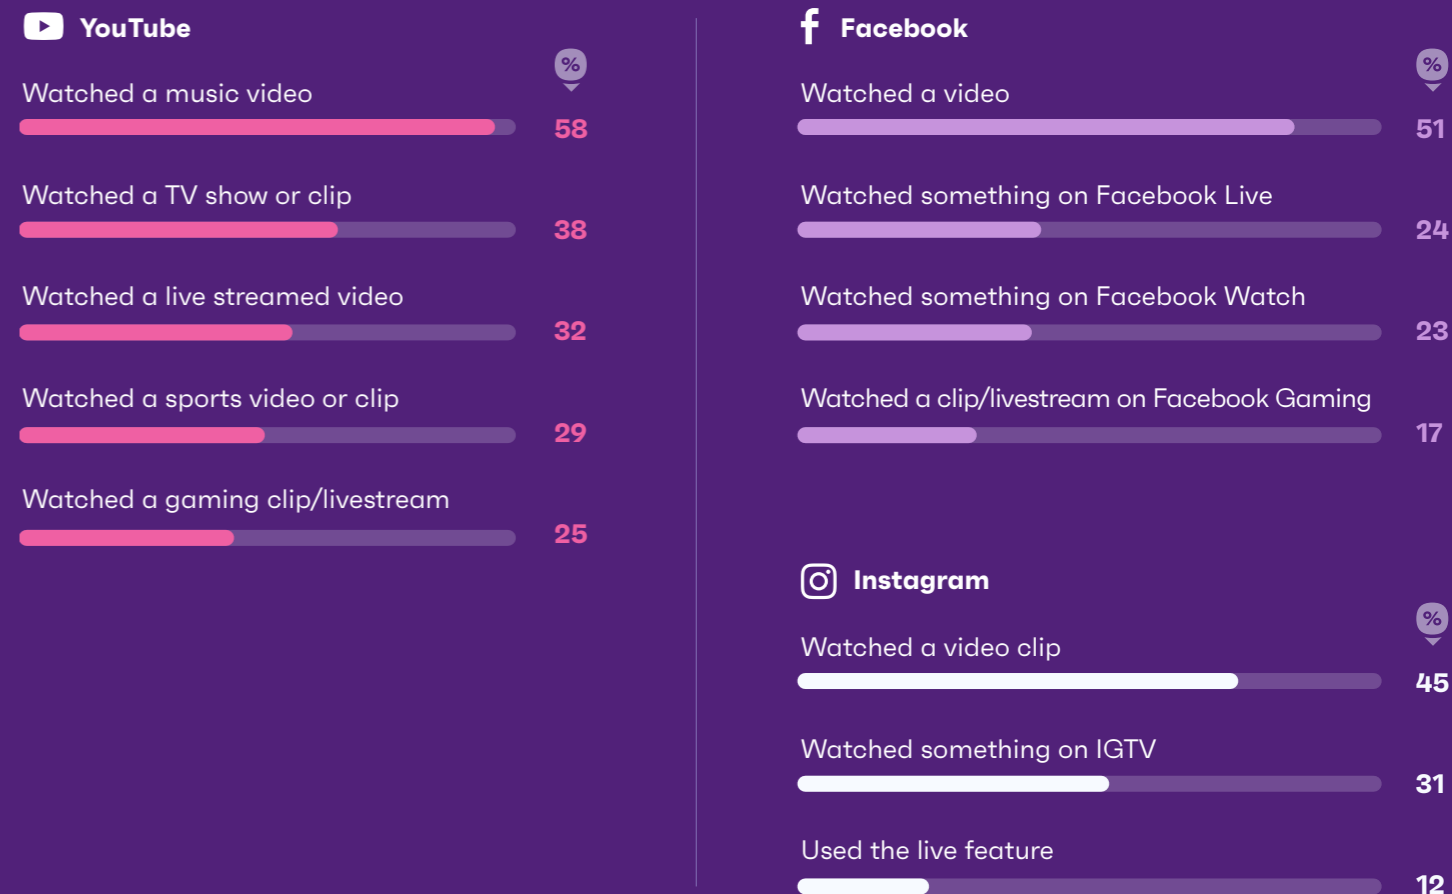 YouTube
%
Watched a music video
58
Watched a TV show or clip
38
Watched a live streamed video
32
Watched a sports video or clip
29
Watched a gaming clip/livestream
25
Facebook
%
Watched a video
51
Watched something on Facebook Live
24
Watched something on Facebook Watch
23
Watched a clip/livestream on Facebook Gaming
17
Instagram
%
Watched a video clip
45
Watched something on IGTV
31
Used the live feature
12